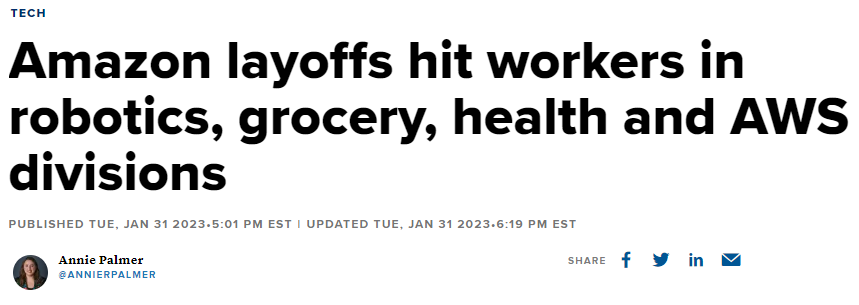 TECH
Amazon layoffs hit workers in
robotics, grocery, health and AWS
divisions
PUBLISHED TUE, JAN 31 2023•5:01 PM EST | UPDATED TUE, JAN 31 2023•6:19 PM EST
Annie Palmer
@ANNIERPALMER
SHARE